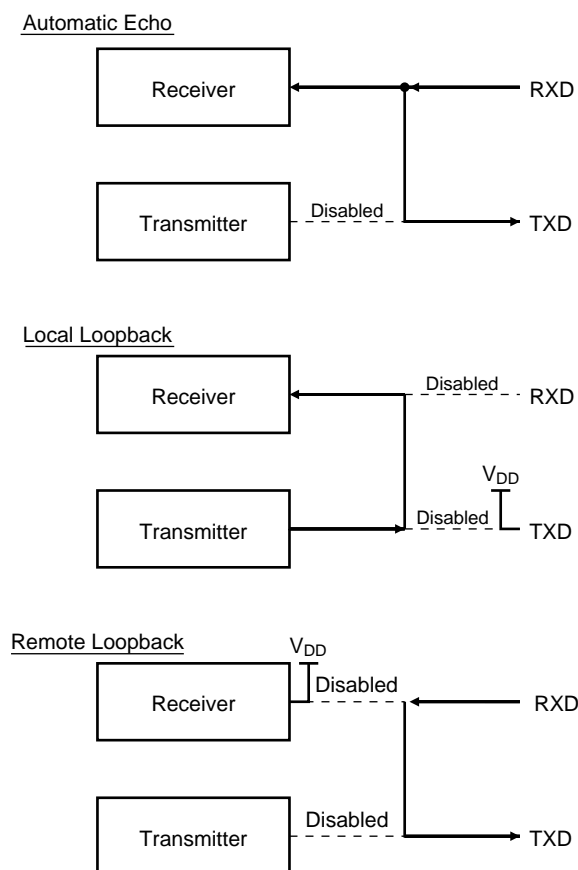 Automatic Echo
Receiver
RXD
Transmitter
Disabled
TXD
Local Loopback
Receiver
Disabled
RXD
VDD
Transmitter
Disabled
TXD
Remote Loopback
VDD
Receiver
Disabled
RXD
Transmitter
Disabled
TXD